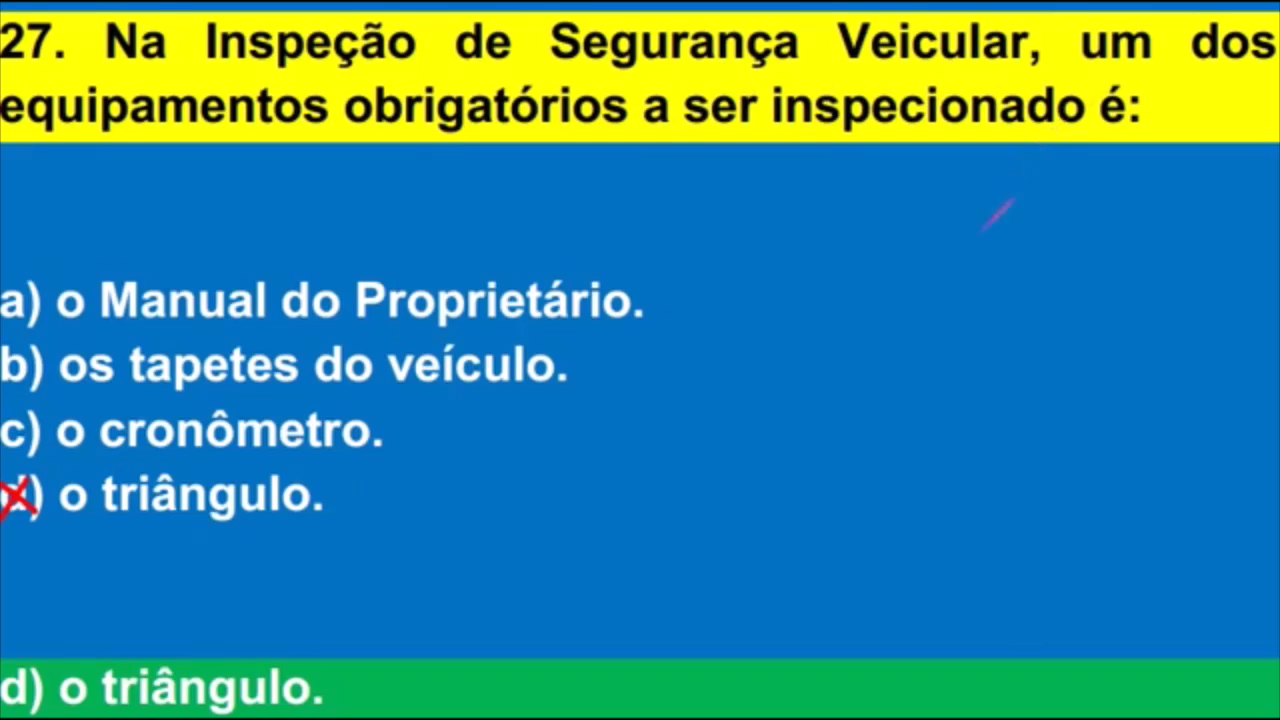 27. Na Inspeção de Segurança Veicular, um dos
equipamentos obrigatórios a ser inspecionado é:
a) o Manual do Proprietário.
b) os tapetes do veículo.
c) o cronômetro.
d) o triângulo.
d) o triângulo.